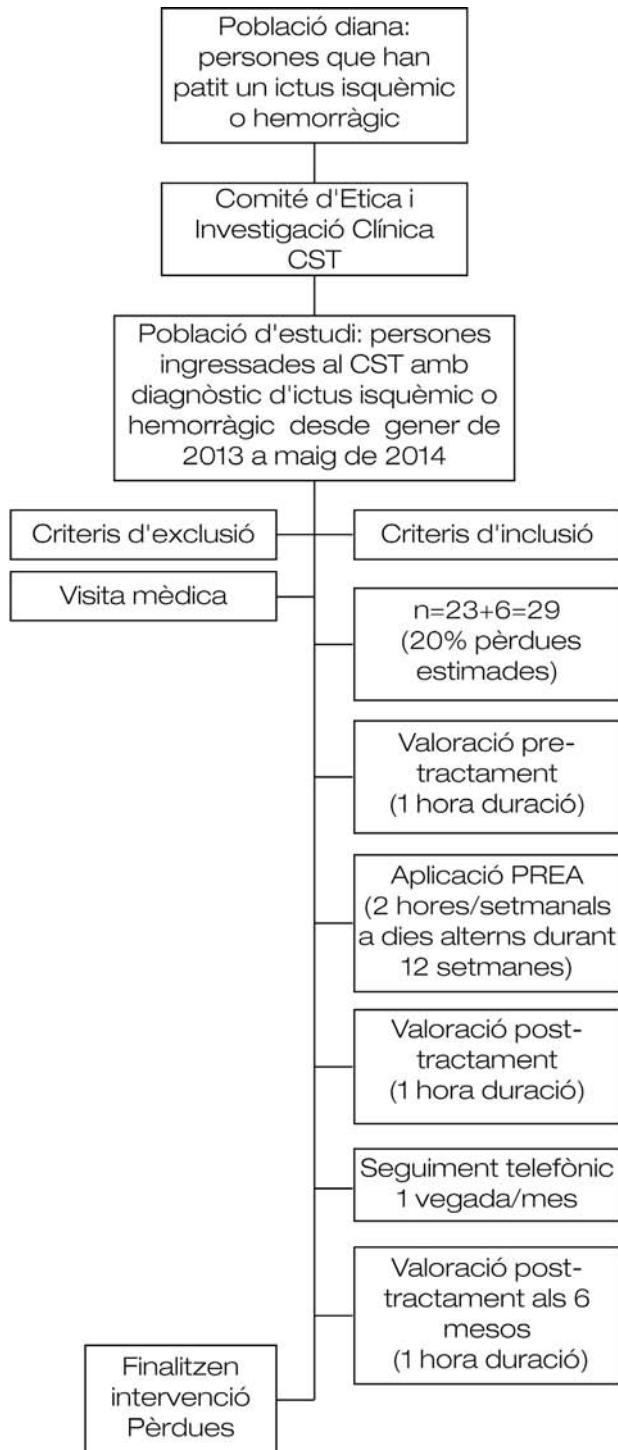 Població diana:
persones que han
patit un ictus isquèmic
o hemorràgic
Comité d'Etica i
Investigació Clínica
CST
Població d'estudi: persones
ingressades al CST amb
diagnòstic d'ictus isquèmic o
hemorràgic desde gener de
2013 a maig de 2014
Criteris d'exclusió
Criteris d'inclusió
Visita mèdica
n=23+6=29
(20% pèrdues
estimades)
Valoració pre-
tractament
(1 hora duració)
Aplicació PREA
(2 hores/setmanals
a dies alterns durant
12 setmanes)
Valoració post-
tractament
(1 hora duració)
Seguiment telefònic
1 vegada/mes
Valoració post-
tractament als 6
mesos
(1 hora duració)
Finalitzen
intervenció
Pèrdues